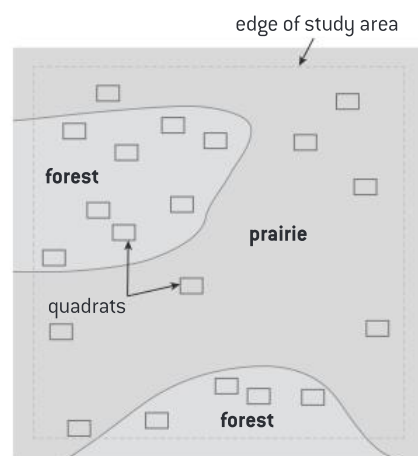 edge of study area
forest
prairie
quadrats
forest